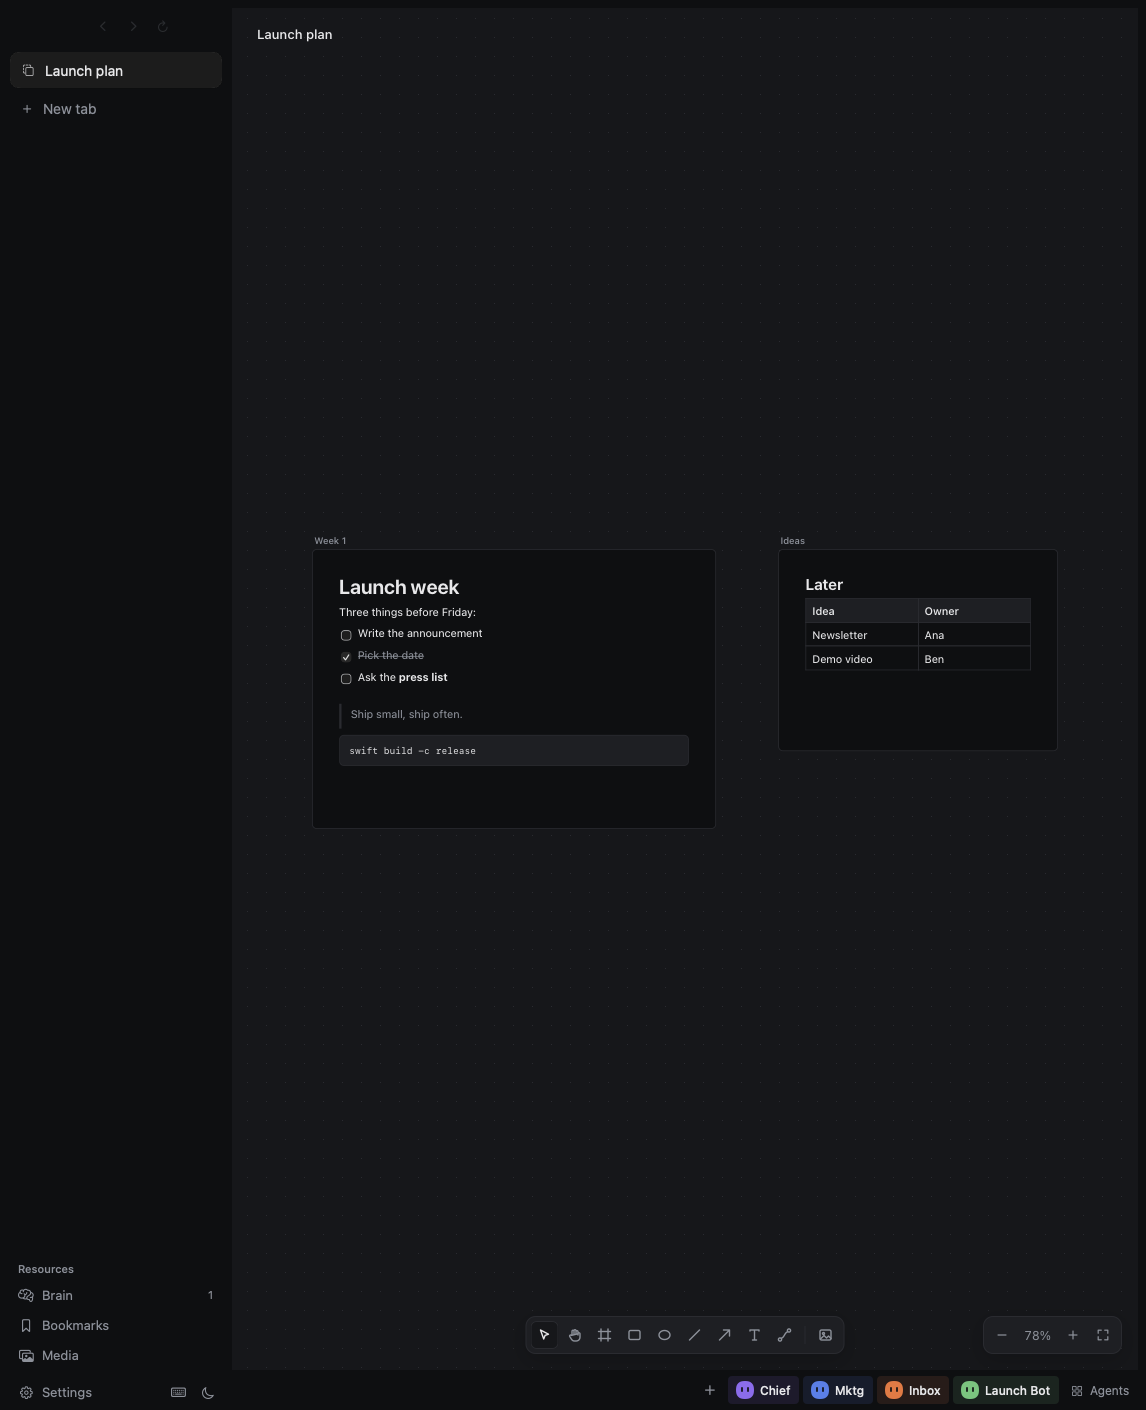 Launch plan
New tab
Launch plan
Week 1
Launch week
Three things before Friday:
Write the announcement
Pick the date
Ask the press list
Ship small, ship often.
swift build -c release
Ideas
Later
Idea Owner
Newsletter Ana
Demo video Ben
Resources
Brain 1
Bookmarks
Media
Settings
78%
Chief Mktg Inbox Launch Bot Agents